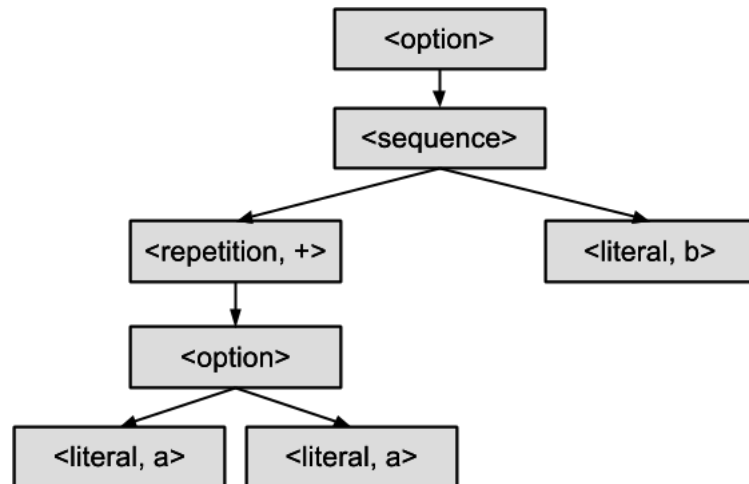 <option>
<sequence>
<repetition, +>
<literal, b>
<option>
<literal, a>
<literal, a>